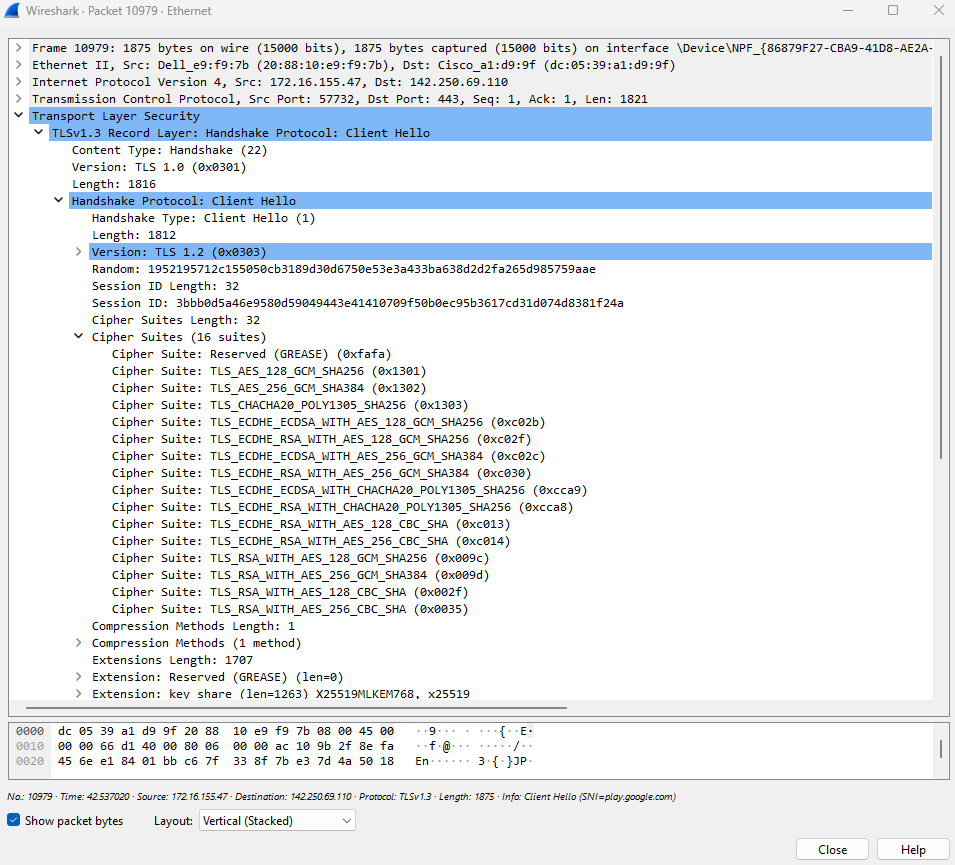 Wireshark · Packet 10979 · Ethernet
Frame 10979: 1875 bytes on wire (15000 bits), 1875 bytes captured (15000 bits) on interface \Device\NPF_{86879F27-CBA9-41D8-AE2A-
Ethernet II, Src: Dell_e9:f9:7b (20:88:10:e9:f9:7b), Dst: Cisco_a1:d9:9f (dc:05:39:a1:d9:9f)
Internet Protocol Version 4, Src: 172.16.155.47, Dst: 142.250.69.110
Transmission Control Protocol, Src Port: 57732, Dst Port: 443, Seq: 1, Ack: 1, Len: 1821
Transport Layer Security
TLSv1.3 Record Layer: Handshake Protocol: Client Hello
Content Type: Handshake (22)
Version: TLS 1.0 (0x0301)
Length: 1816
Handshake Protocol: Client Hello
Handshake Type: Client Hello (1)
Length: 1812
Version: TLS 1.2 (0x0303)
Random: 1952195712c155050cb3189d30d6750e53e3a433ba638d2d2fa265d985759aae
Session ID Length: 32
Session ID: 3bbb0d5a46e9580d59049443e41410709f50b0ec95b3617cd31d074d8381f24a
Cipher Suites Length: 32
Cipher Suites (16 suites)
Cipher Suite: Reserved (GREASE) (0xfafa)
Cipher Suite: TLS_AES_128_GCM_SHA256 (0x1301)
Cipher Suite: TLS_AES_256_GCM_SHA384 (0x1302)
Cipher Suite: TLS_CHACHA20_POLY1305_SHA256 (0x1303)
Cipher Suite: TLS_ECDHE_ECDSA_WITH_AES_128_GCM_SHA256 (0xc02b)
Cipher Suite: TLS_ECDHE_RSA_WITH_AES_128_GCM_SHA256 (0xc02f)
Cipher Suite: TLS_ECDHE_ECDSA_WITH_AES_256_GCM_SHA384 (0xc02c)
Cipher Suite: TLS_ECDHE_RSA_WITH_AES_256_GCM_SHA384 (0xc030)
Cipher Suite: TLS_ECDHE_ECDSA_WITH_CHACHA20_POLY1305_SHA256 (0xcca9)
Cipher Suite: TLS_ECDHE_RSA_WITH_CHACHA20_POLY1305_SHA256 (0xcca8)
Cipher Suite: TLS_ECDHE_RSA_WITH_AES_128_CBC_SHA (0xc013)
Cipher Suite: TLS_ECDHE_RSA_WITH_AES_256_CBC_SHA (0xc014)
Cipher Suite: TLS_RSA_WITH_AES_128_GCM_SHA256 (0x009c)
Cipher Suite: TLS_RSA_WITH_AES_256_GCM_SHA384 (0x009d)
Cipher Suite: TLS_RSA_WITH_AES_128_CBC_SHA (0x002f)
Cipher Suite: TLS_RSA_WITH_AES_256_CBC_SHA (0x0035)
Compression Methods Length: 1
Compression Methods (1 method)
Extensions Length: 1707
Extension: Reserved (GREASE) (len=0)
Extension: key_share (len=1263) X25519MLKEM768, x25519
0000 dc 05 39 a1 d9 9f 20 88 10 e9 f9 7b 08 00 45 00 ··9··· · ···{··E·
0010 00 00 66 d1 40 00 80 06 00 00 ac 10 9b 2f 8e fa ··f·@··· ·····/··
0020 45 6e e1 84 01 bb c6 7f 33 8f 7b e3 7d 4a 50 18 En······ 3·{·}JP·
No.: 10979 · Time: 42.537020 · Source: 172.16.155.47 · Destination: 142.250.69.110 · Protocol: TLSv1.3 · Length: 1875 · Info: Client Hello (SNI=play.google.com)
Show packet bytes Layout: Vertical (Stacked)
Close Help